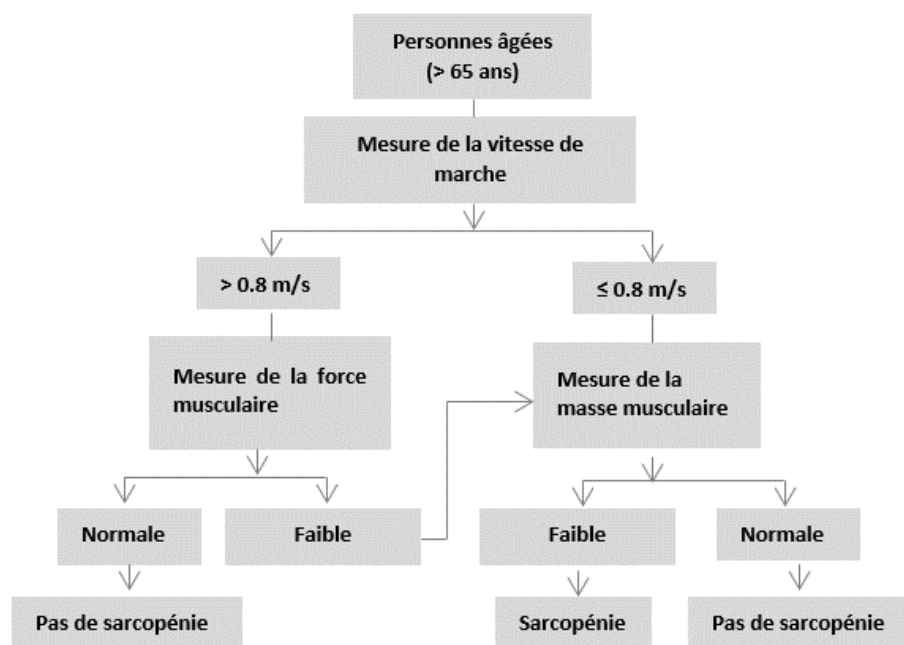 Personnes âgées
(> 65 ans)
Mesure de la vitesse de
marche
> 0.8 m/s
≤ 0.8 m/s
Mesure de la force
musculaire
Mesure de la
masse musculaire
Normale
Faible
Faible
Normale
Pas de sarcopénie
Sarcopénie
Pas de sarcopénie